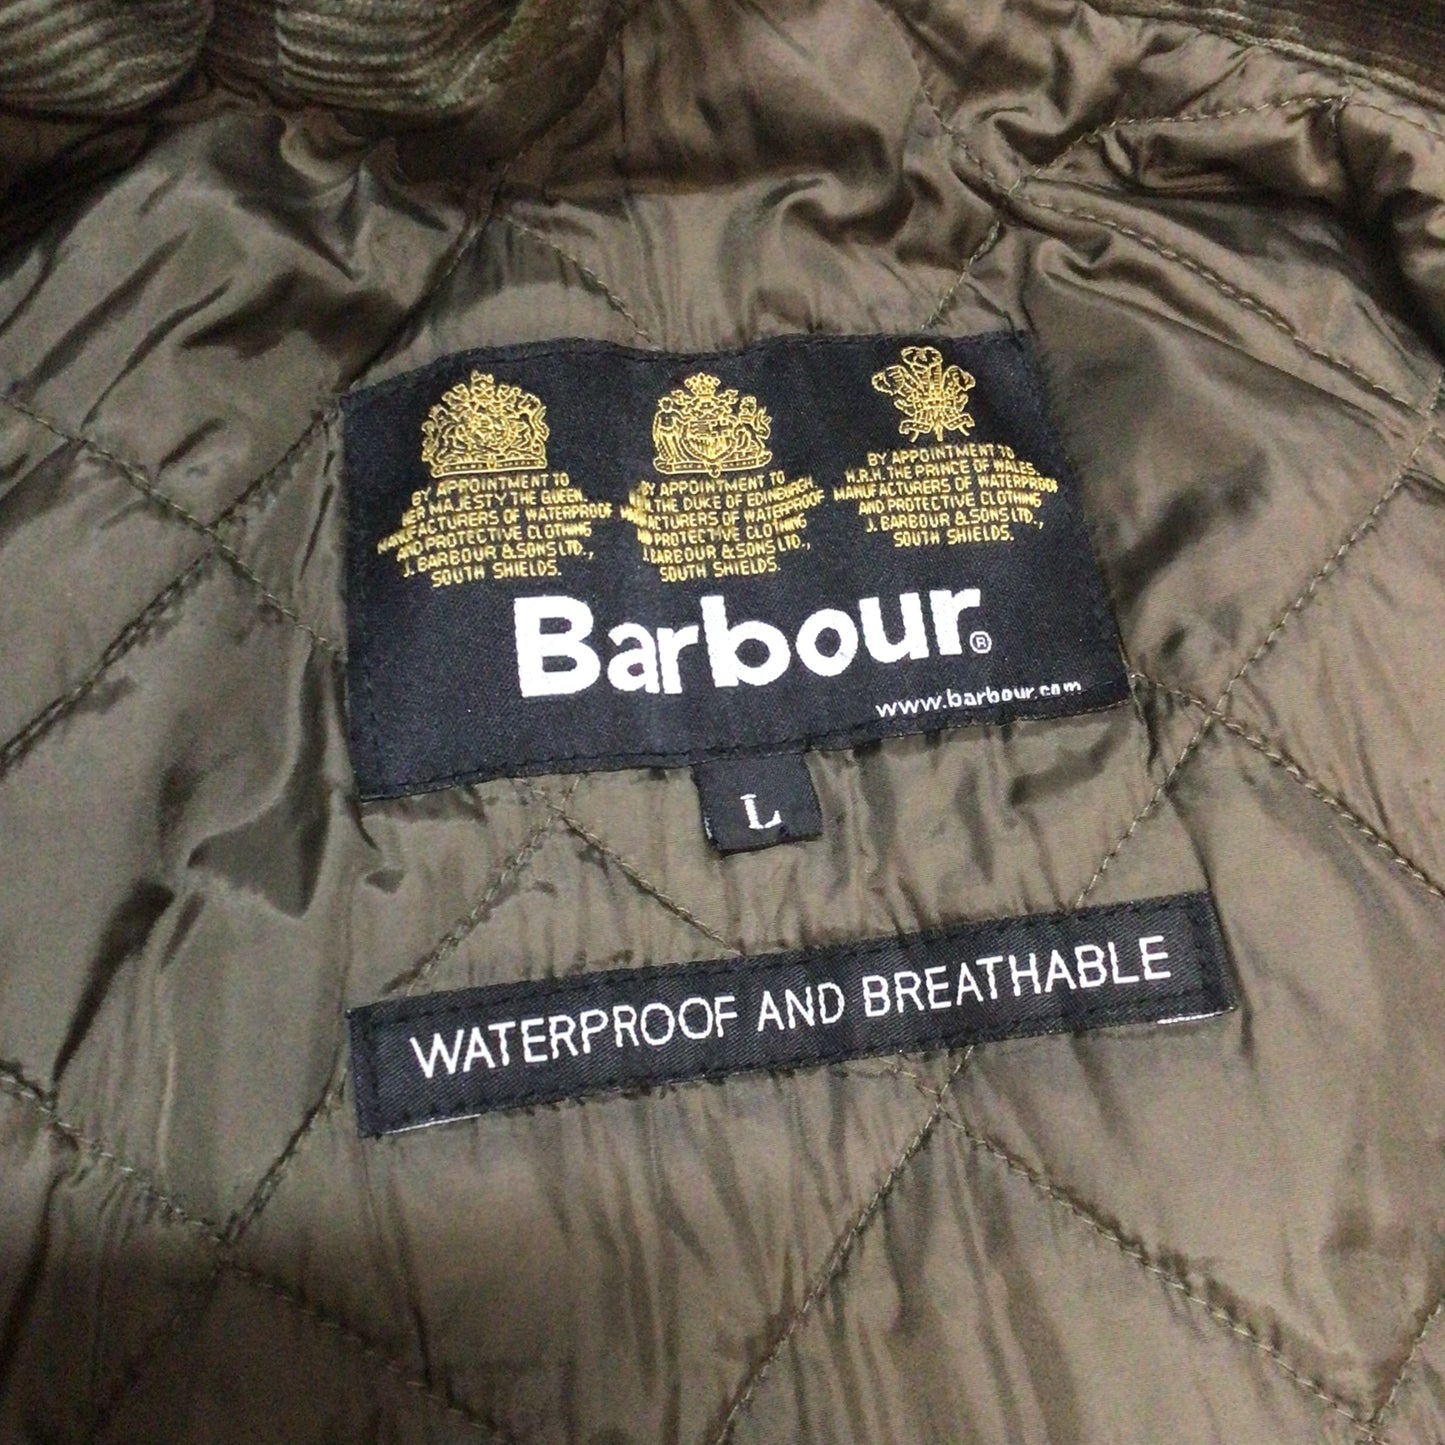 BY APPOINTMENT TO
HER MAJESTY THE QUEEN,
MANUFACTURERS OF WATERPROOF
AND PROTECTIVE CLOTHING
J. BARBOUR & SONS LTD.,
SOUTH SHIELDS.
BY APPOINTMENT TO
THE DUKE OF EDINBURGH
MANUFACTURERS OF WATERPROOF
AND PROTECTIVE CLOTHING
J. BARBOUR & SONS LTD.,
SOUTH SHIELDS.
BY APPOINTMENT TO
H.R.H. THE PRINCE OF WALES,
MANUFACTURERS OF WATERPROOF
AND PROTECTIVE CLOTHING
J. BARBOUR & SONS LTD.,
SOUTH SHIELDS.
Barbour®
www.barbour.com
L
WATERPROOF AND BREATHABLE